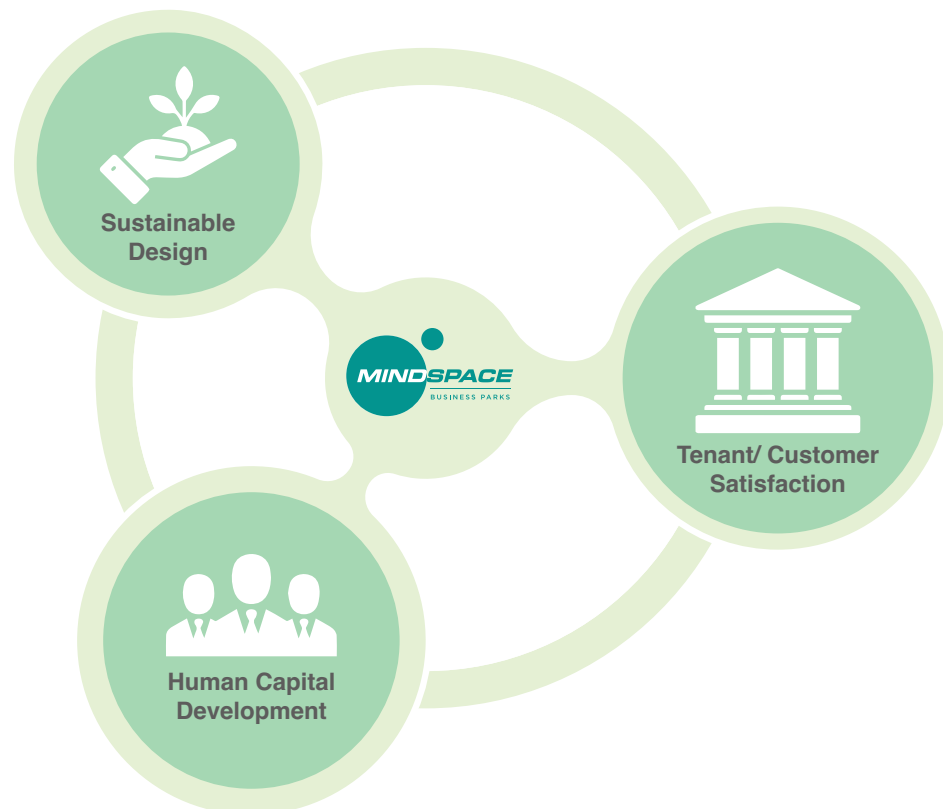 Sustainable
Design
MINDSPACE
BUSINESS PARKS
Tenant/ Customer
Satisfaction
Human Capital
Development